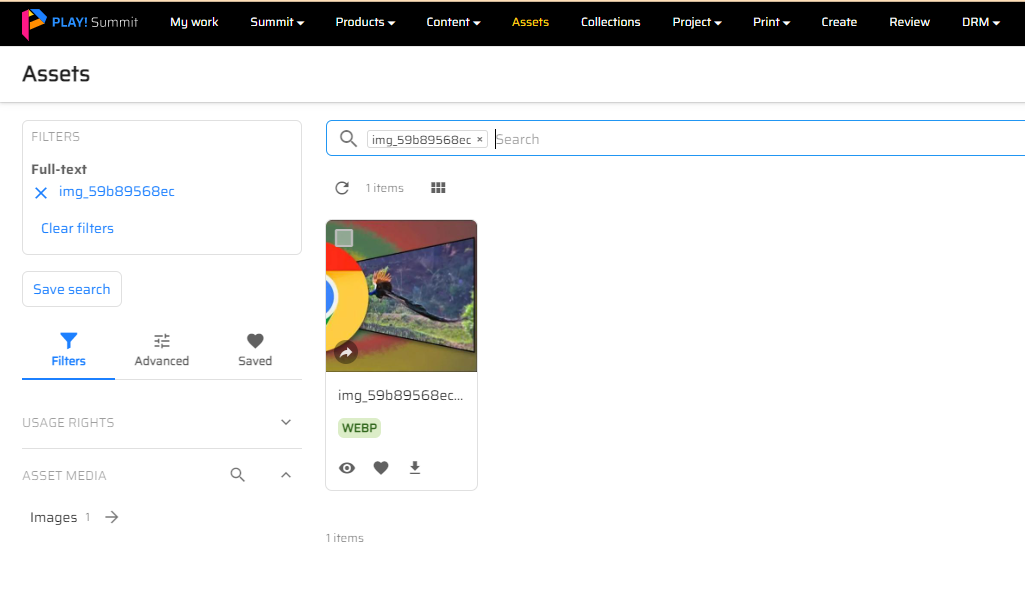 PLAY! Summit My work Summit Products Content Assets Collections Project Print Create Review DRM
Assets
FILTERS
Full-text
img_59b89568ec
Clear filters
Save search
Filters Advanced Saved
USAGE RIGHTS
ASSET MEDIA
Images 1
img_59b89568ec × Search
1 items
img_59b89568ec...
WEBP
1 items